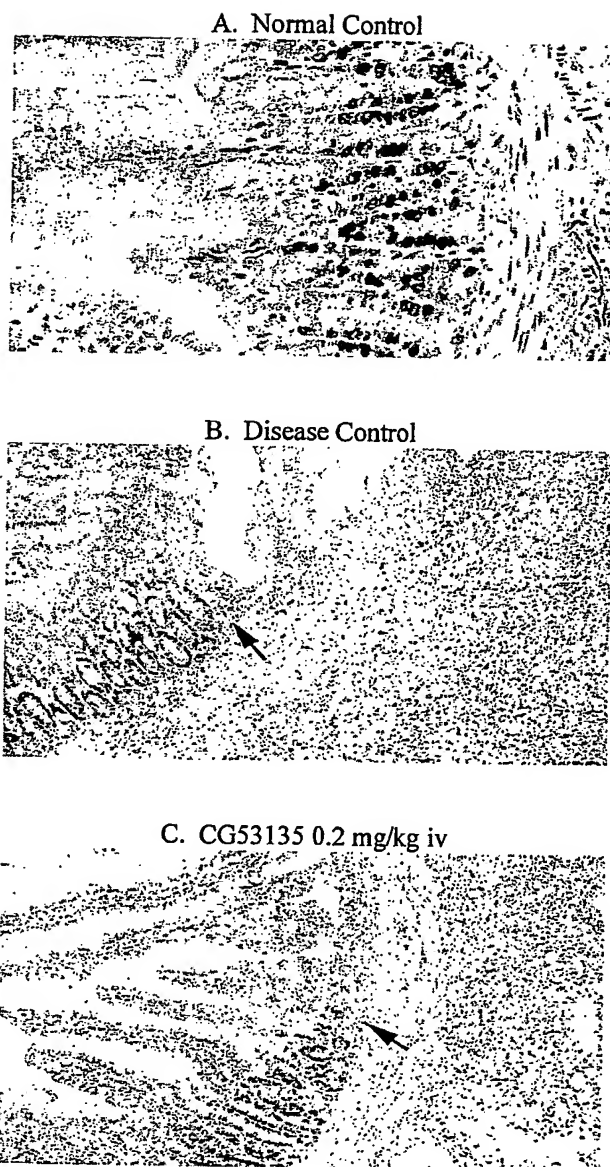 A. Normal Control
B. Disease Control
C. CG53135 0.2 mg/kg iv